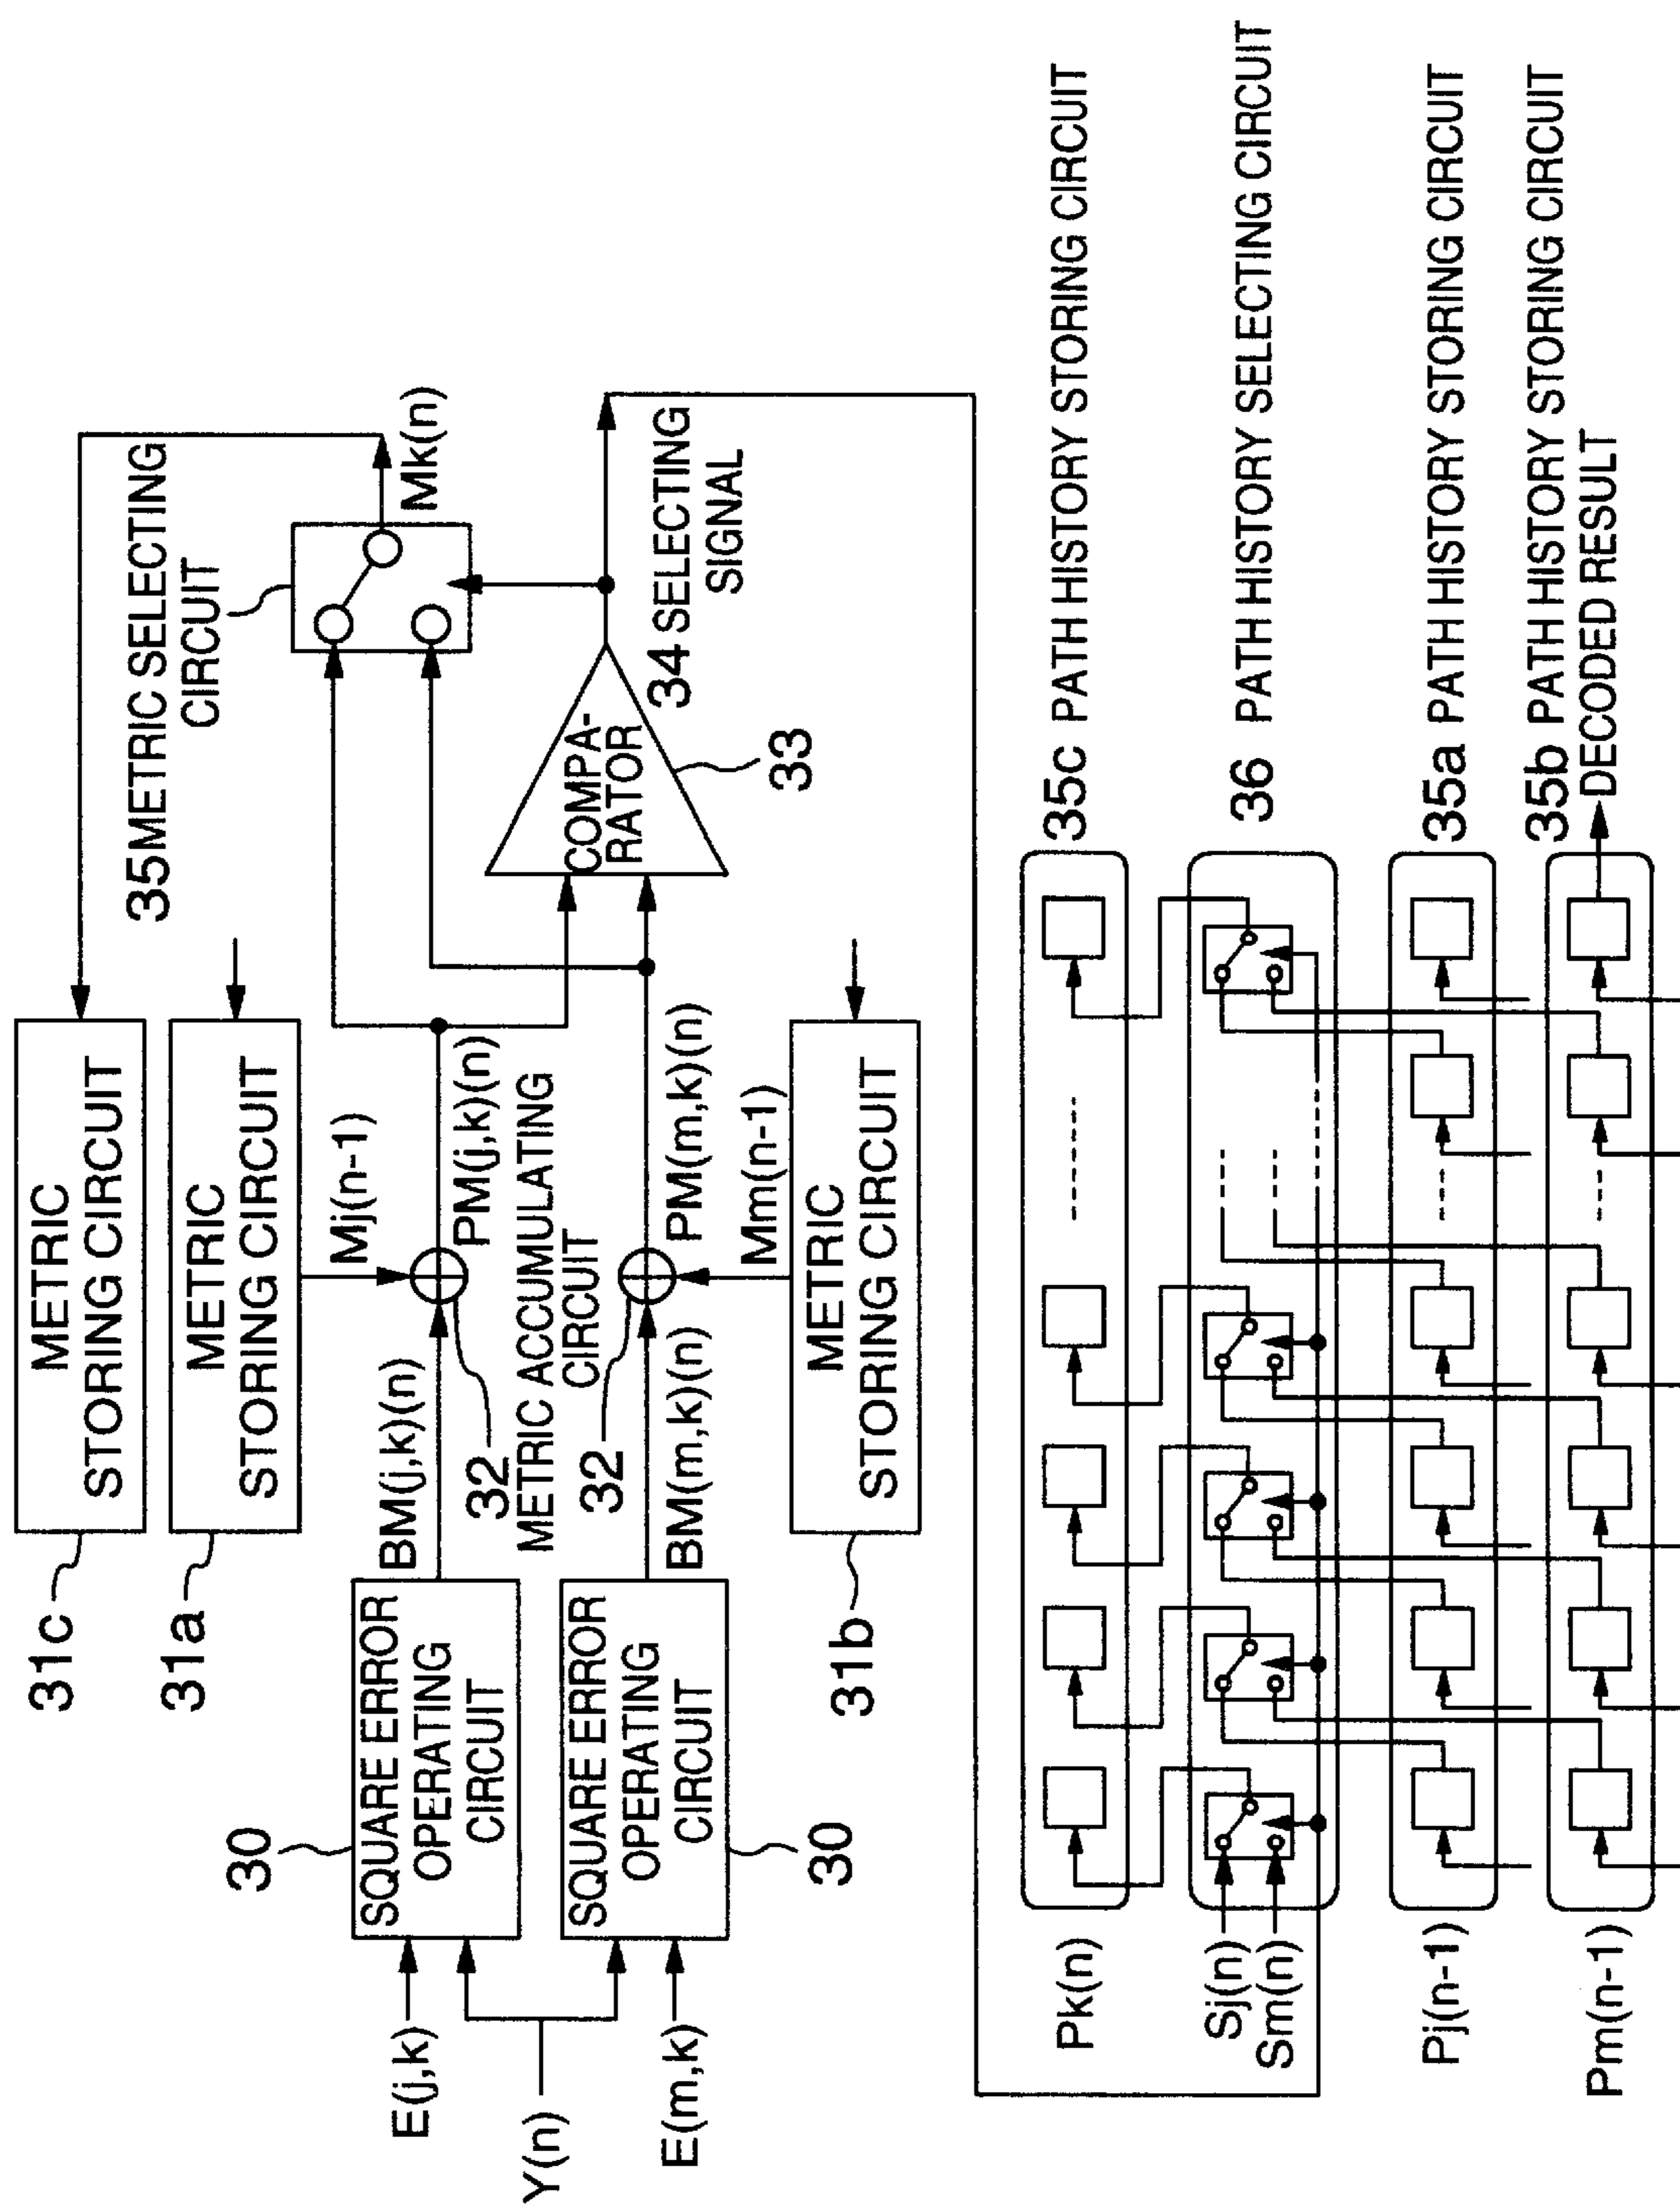 31c
METRIC
STORING CIRCUIT
31a
METRIC
STORING CIRCUIT
35 METRIC SELECTING
CIRCUIT
Mk(n)
Mj(n-1)
30
SQUARE ERROR
OPERATING
CIRCUIT
BM(j,k)(n)
PM(j,k)(n)
32
METRIC ACCUMULATING
CIRCUIT
32
E(j,k)
Y(n)
E(m,k)
SQUARE ERROR
OPERATING
CIRCUIT
30
BM(m,k)(n)
PM(m,k)(n)
Mm(n-1)
31b
METRIC
STORING CIRCUIT
COMPA-
RATOR
33
34 SELECTING
SIGNAL
Pk(n)
35c PATH HISTORY STORING CIRCUIT
Sj(n)
Sm(n)
36 PATH HISTORY SELECTING CIRCUIT
Pj(n-1)
35a PATH HISTORY STORING CIRCUIT
Pm(n-1)
35b PATH HISTORY STORING CIRCUIT
DECODED RESULT